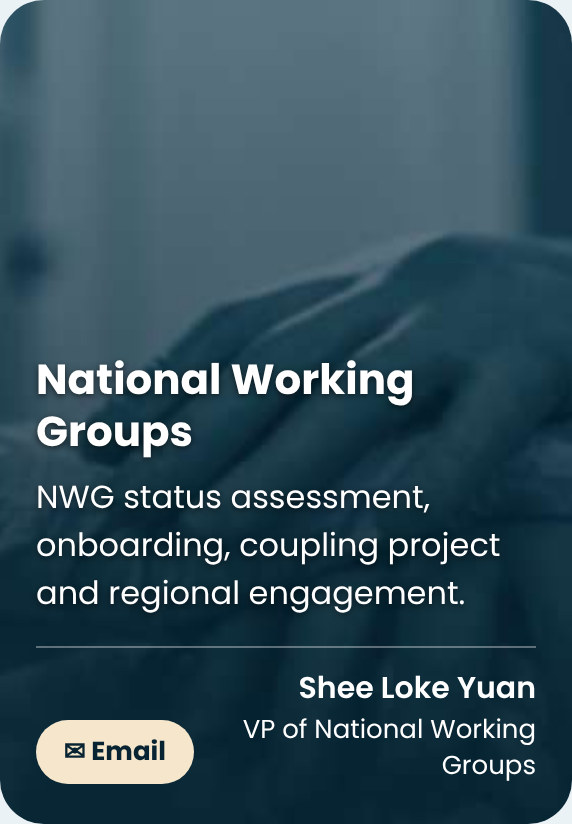 National Working
Groups
NWG status assessment,
onboarding, coupling project
and regional engagement.
Shee Loke Yuan
VP of National Working
Groups
✉ Email